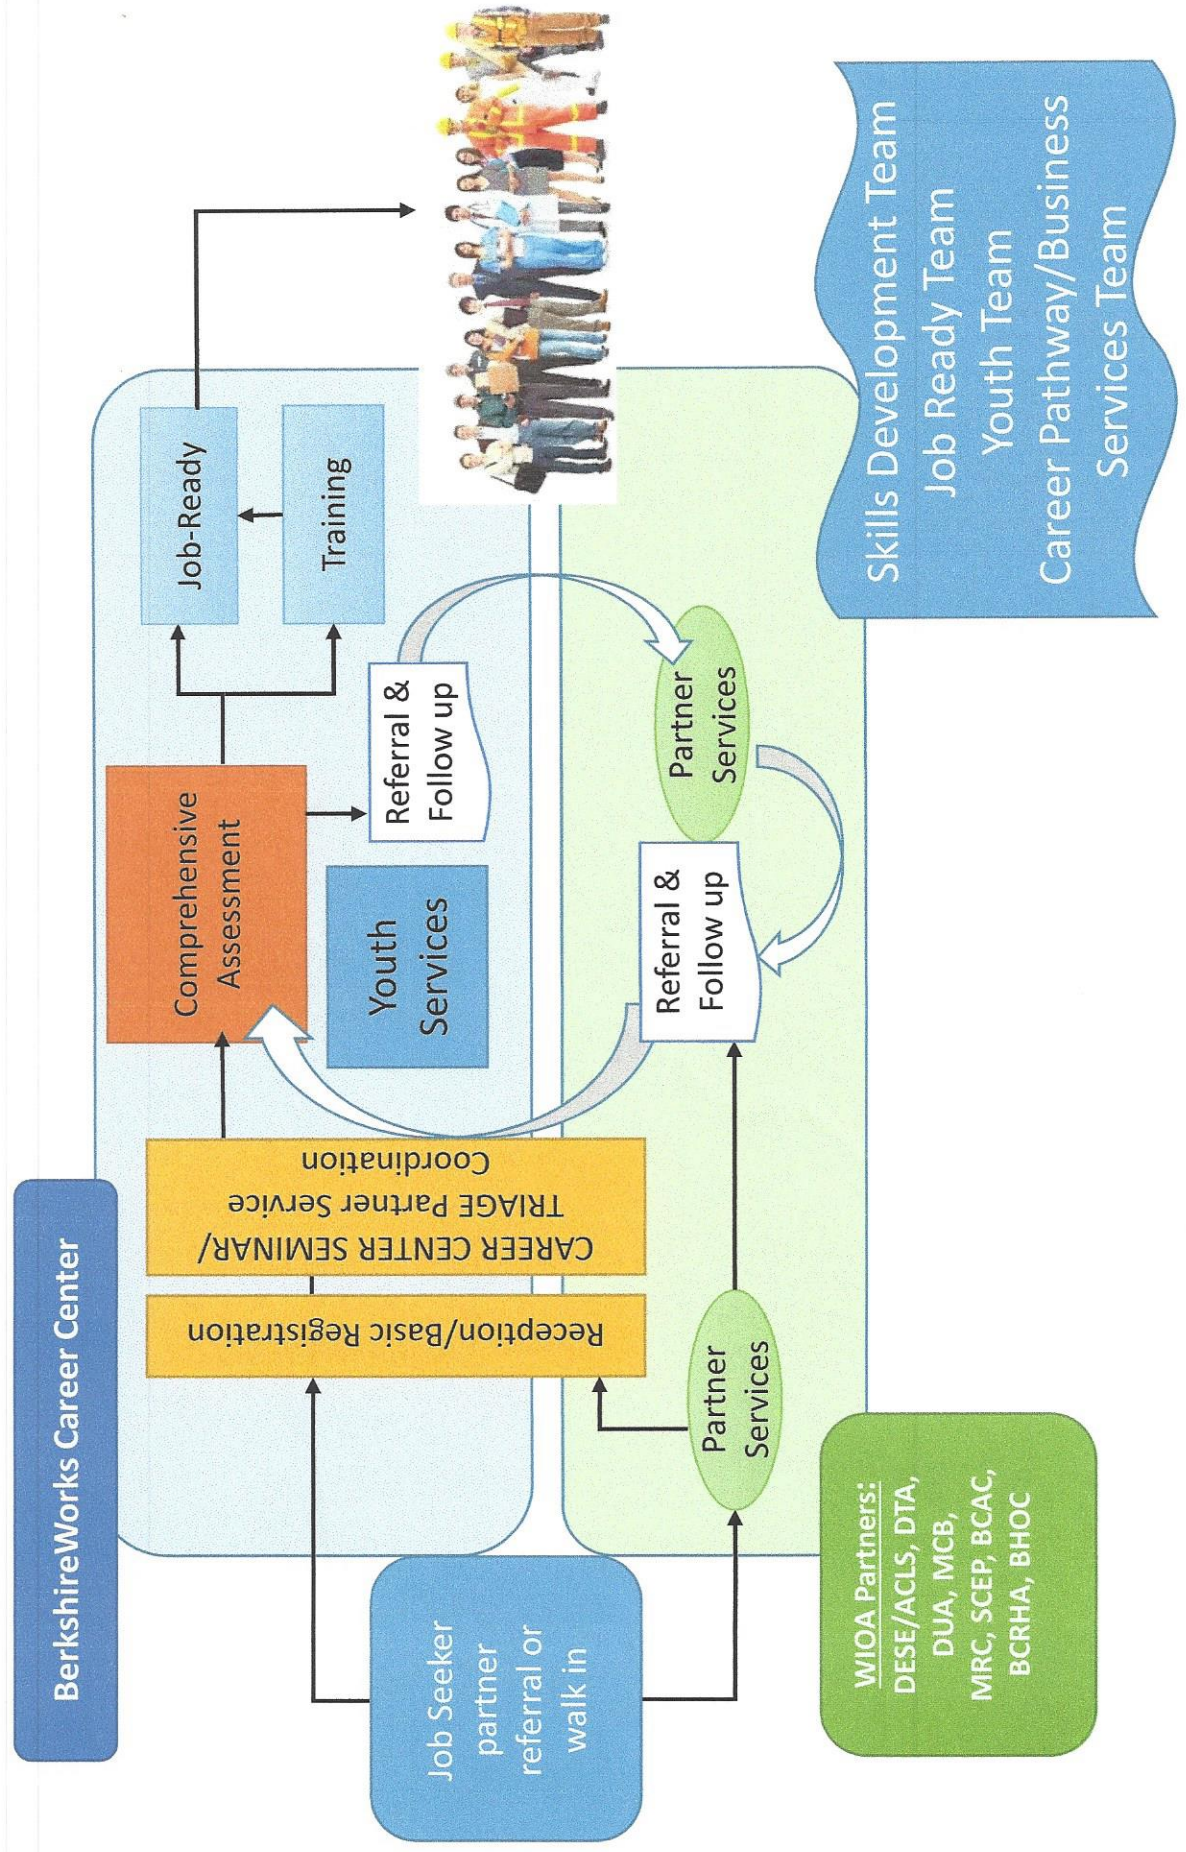 BerkshireWorks Career Center
Job Seeker
partner
referral or
walk in
Reception/Basic Registration
CAREER CENTER SEMINAR/
TRIAGE Partner Service
Coordination
Comprehensive
Assessment
Youth
Services
Referral &
Follow up
Job-Ready
Training
Partner
Services
Referral &
Follow up
Partner
Services
WIOA Partners:
DESE/ACLS, DTA,
DUA, MCB,
MRC, SCEP, BCAC,
BCRHA, BHOC
Skills Development Team
Job Ready Team
Youth Team
Career Pathway/Business
Services Team